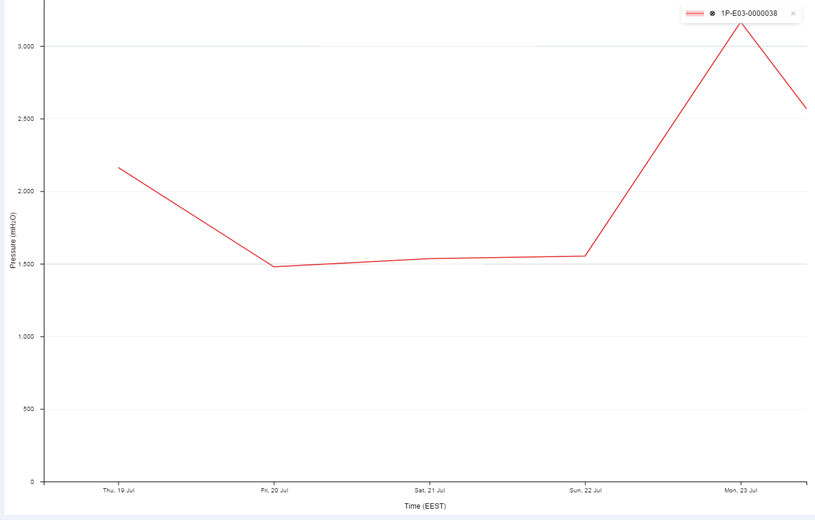 1P-E03-0000038 ×
3,000
2,500
2,000
1,500
1,000
500
0
Pressure (mH2O)
Thu, 19 Jul Fri, 20 Jul Sat, 21 Jul Sun, 22 Jul Mon, 23 Jul
Time (EEST)